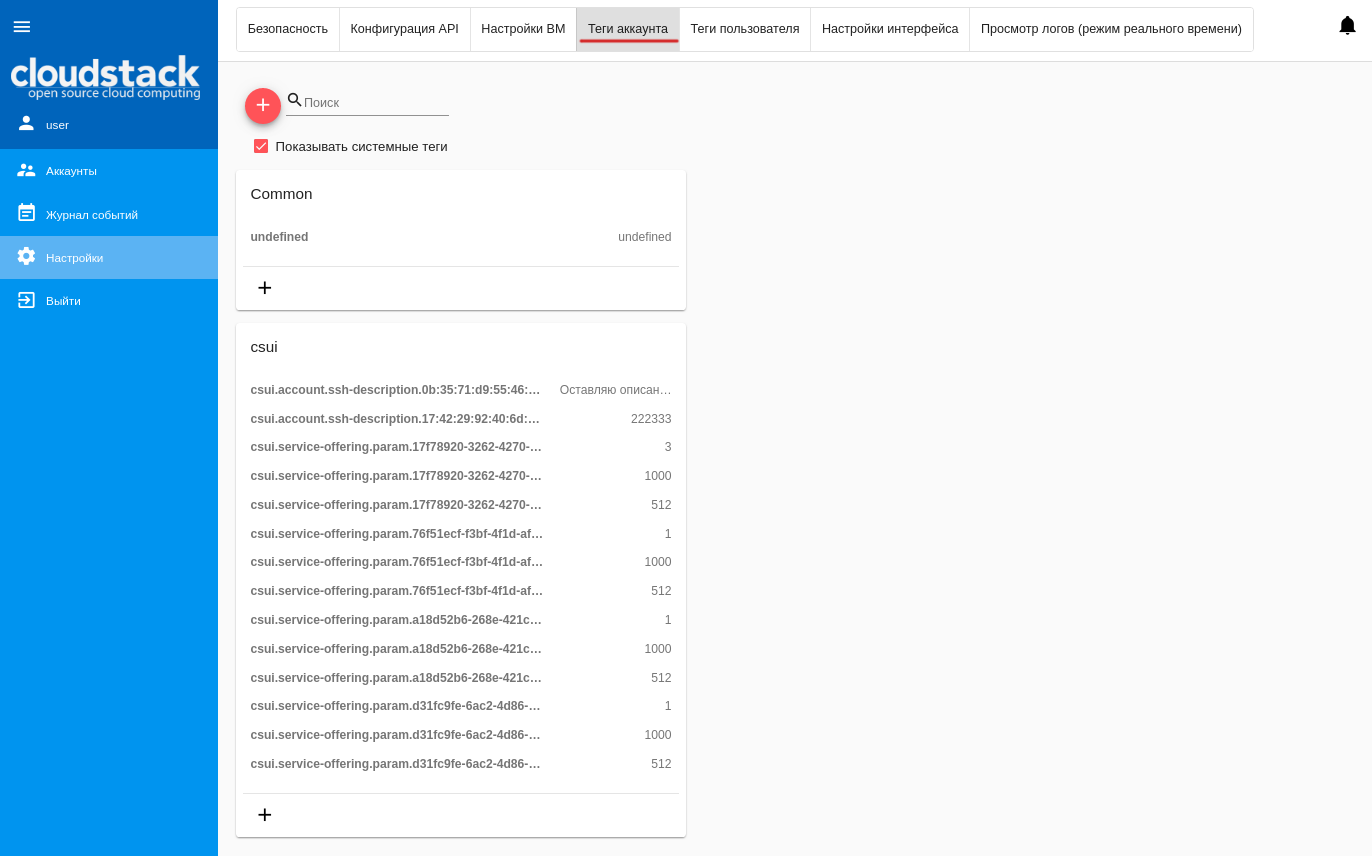 Безопасность
Конфигурация API
Настройки ВМ
Теги аккаунта
Теги пользователя
Настройки интерфейса
Просмотр логов (режим реального времени)
cloudstack
open source cloud computing
user
Аккаунты
Журнал событий
Настройки
Выйти
Поиск
Показывать системные теги
Common
undefined undefined
csui
csui.account.ssh-description.0b:35:71:d9:55:46:… Оставляю описан…
csui.account.ssh-description.17:42:29:92:40:6d:… 222333
csui.service-offering.param.17f78920-3262-4270-… 3
csui.service-offering.param.17f78920-3262-4270-… 1000
csui.service-offering.param.17f78920-3262-4270-… 512
csui.service-offering.param.76f51ecf-f3bf-4f1d-af… 1
csui.service-offering.param.76f51ecf-f3bf-4f1d-af… 1000
csui.service-offering.param.76f51ecf-f3bf-4f1d-af… 512
csui.service-offering.param.a18d52b6-268e-421c… 1
csui.service-offering.param.a18d52b6-268e-421c… 1000
csui.service-offering.param.a18d52b6-268e-421c… 512
csui.service-offering.param.d31fc9fe-6ac2-4d86-… 1
csui.service-offering.param.d31fc9fe-6ac2-4d86-… 1000
csui.service-offering.param.d31fc9fe-6ac2-4d86-… 512